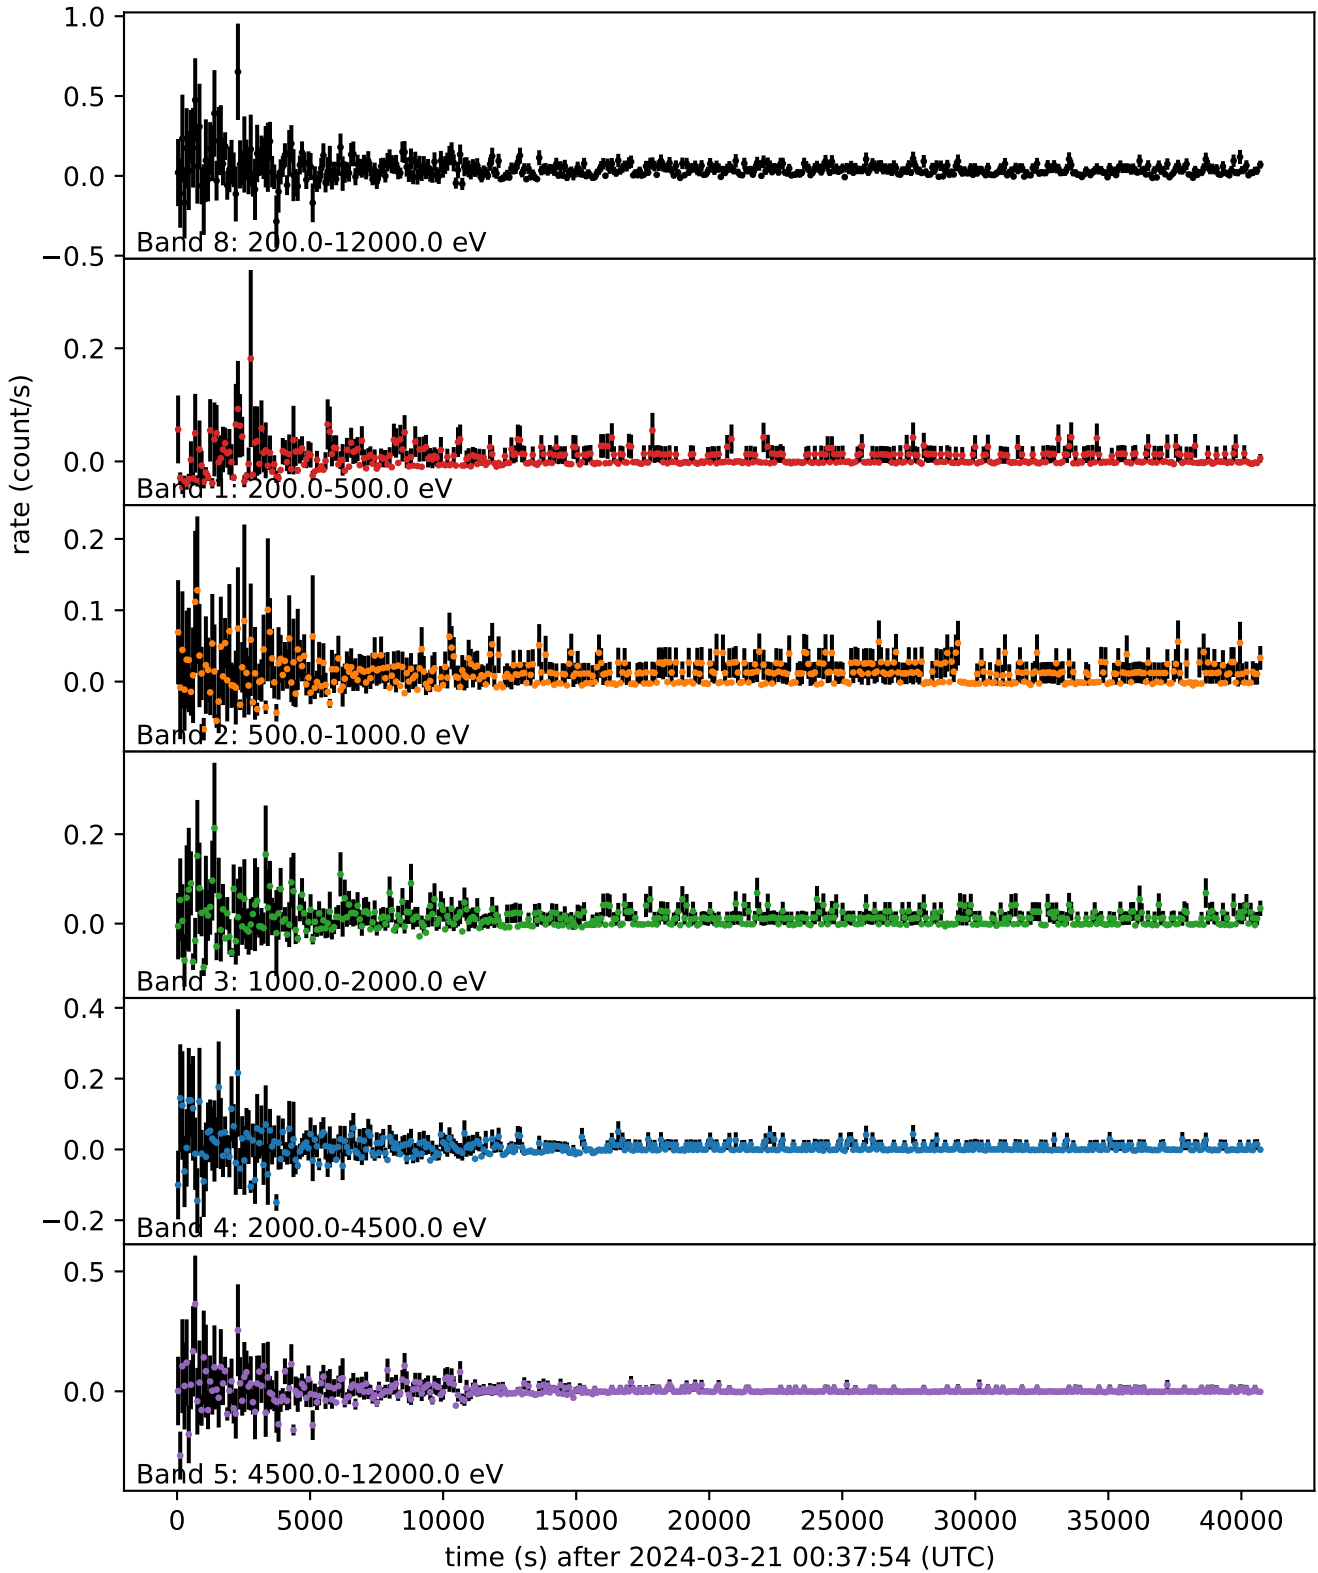 1.0
0.5
0.0
−0.5
Band 8: 200.0-12000.0 eV
0.2
0.0
Band 1: 200.0-500.0 eV
rate (count/s)
0.2
0.1
0.0
Band 2: 500.0-1000.0 eV
0.2
0.0
Band 3: 1000.0-2000.0 eV
0.4
0.2
0.0
−0.2
Band 4: 2000.0-4500.0 eV
0.5
0.0
Band 5: 4500.0-12000.0 eV
0 5000 10000 15000 20000 25000 30000 35000 40000
time (s) after 2024-03-21 00:37:54 (UTC)